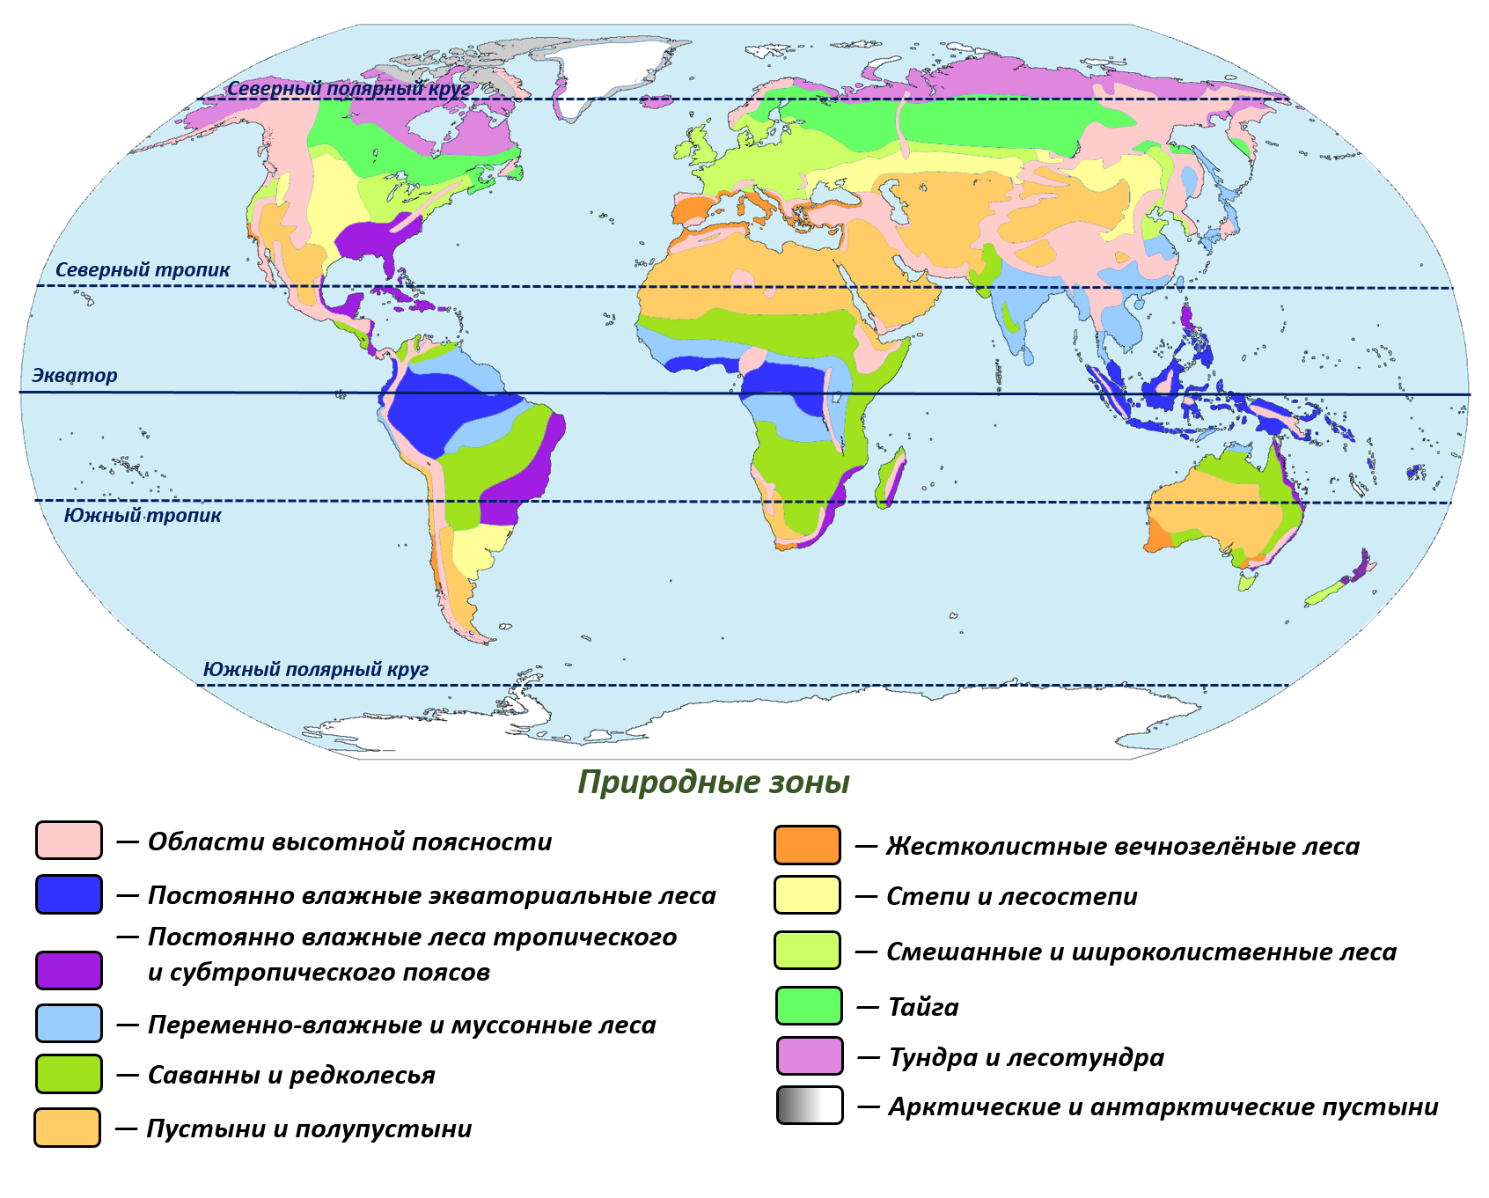 Северный полярный круг
Северный тропик
Экватор
Южный тропик
Южный полярный круг
Природные зоны
— Области высотной поясности
— Постоянно влажные экваториальные леса
— Постоянно влажные леса тропического
и субтропического поясов
— Переменно-влажные и муссонные леса
— Саванны и редколесья
— Пустыни и полупустыни
— Жестколистные вечнозелёные леса
— Степи и лесостепи
— Смешанные и широколиственные леса
— Тайга
— Тундра и лесотундра
— Арктические и антарктические пустыни